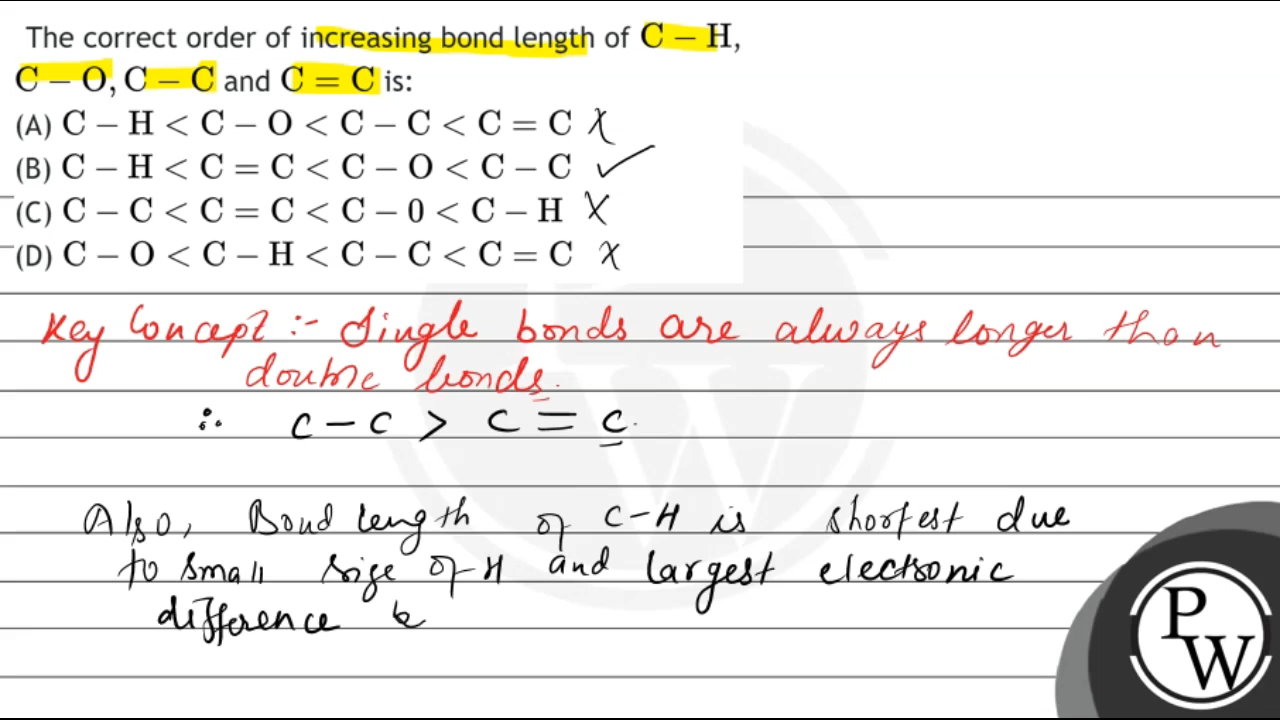 The correct order of increasing bond length of C – H,
C – O, C – C and C = C is:
(A) C – H < C – O < C – C < C = C X
(B) C – H < C = C < C – O < C – C ✓
(C) C – C < C = C < C – 0 < C – H X
(D) C – O < C – H < C – C < C = C X
Key Concept :- Single bonds are always longer than
double bonds.
∴ C – C > C = C.
Also, Bond length of C-H is shortest due
to small size of H and largest electronic
difference be
PW